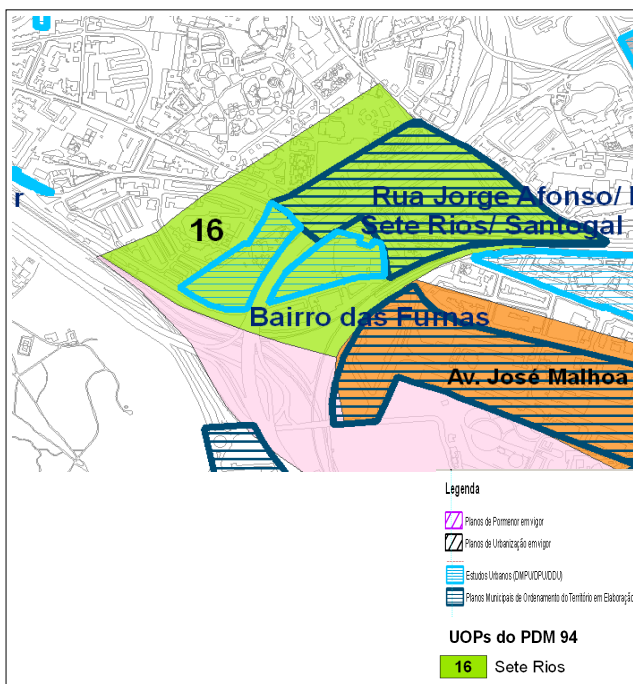 r
16
Rua Jorge Afonso/
Sete Rios/ Santogal
Bairro das Furnas
Av. José Malhoa
Legenda
Planos de Pormenor em vigor
Planos de Urbanização em vigor
Estudos Urbanos (DMPU/DPU/DDU)
Planos Municipais de Ordenamento do Território em Elaboração
UOPs do PDM 94
16 Sete Rios